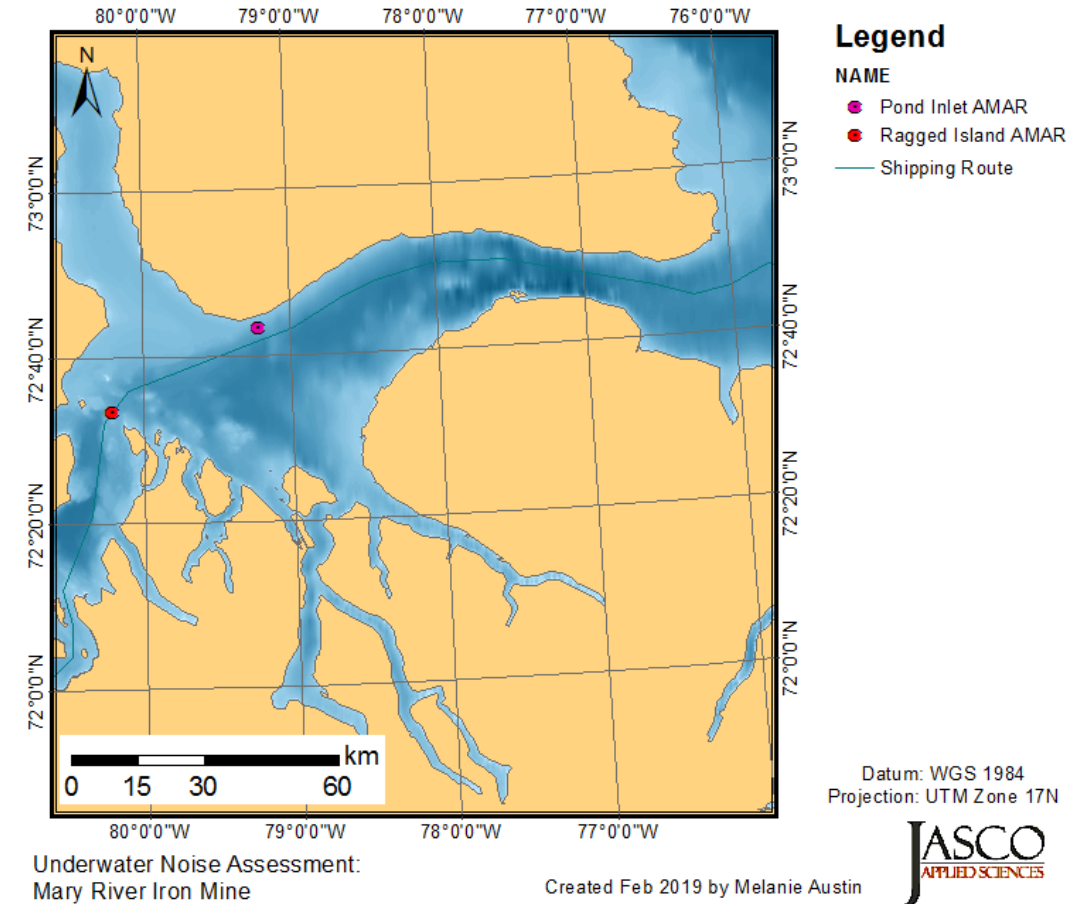 80°0'0"W 79°0'0"W 78°0'0"W 77°0'0"W 76°0'0"W
Legend
NAME
Pond Inlet AMAR
Ragged Island AMAR
Shipping Route
N
73°0'0"N
73°0'0"N
72°40'0"N
72°40'0"N
72°20'0"N
72°20'0"N
72°0'0"N
72°0'0"N
km
0 15 30 60
80°0'0"W 79°0'0"W 78°0'0"W 77°0'0"W
Datum: WGS 1984
Projection: UTM Zone 17N
Underwater Noise Assessment:
Mary River Iron Mine
Created Feb 2019 by Melanie Austin
JASCO
APPLIED SCIENCES